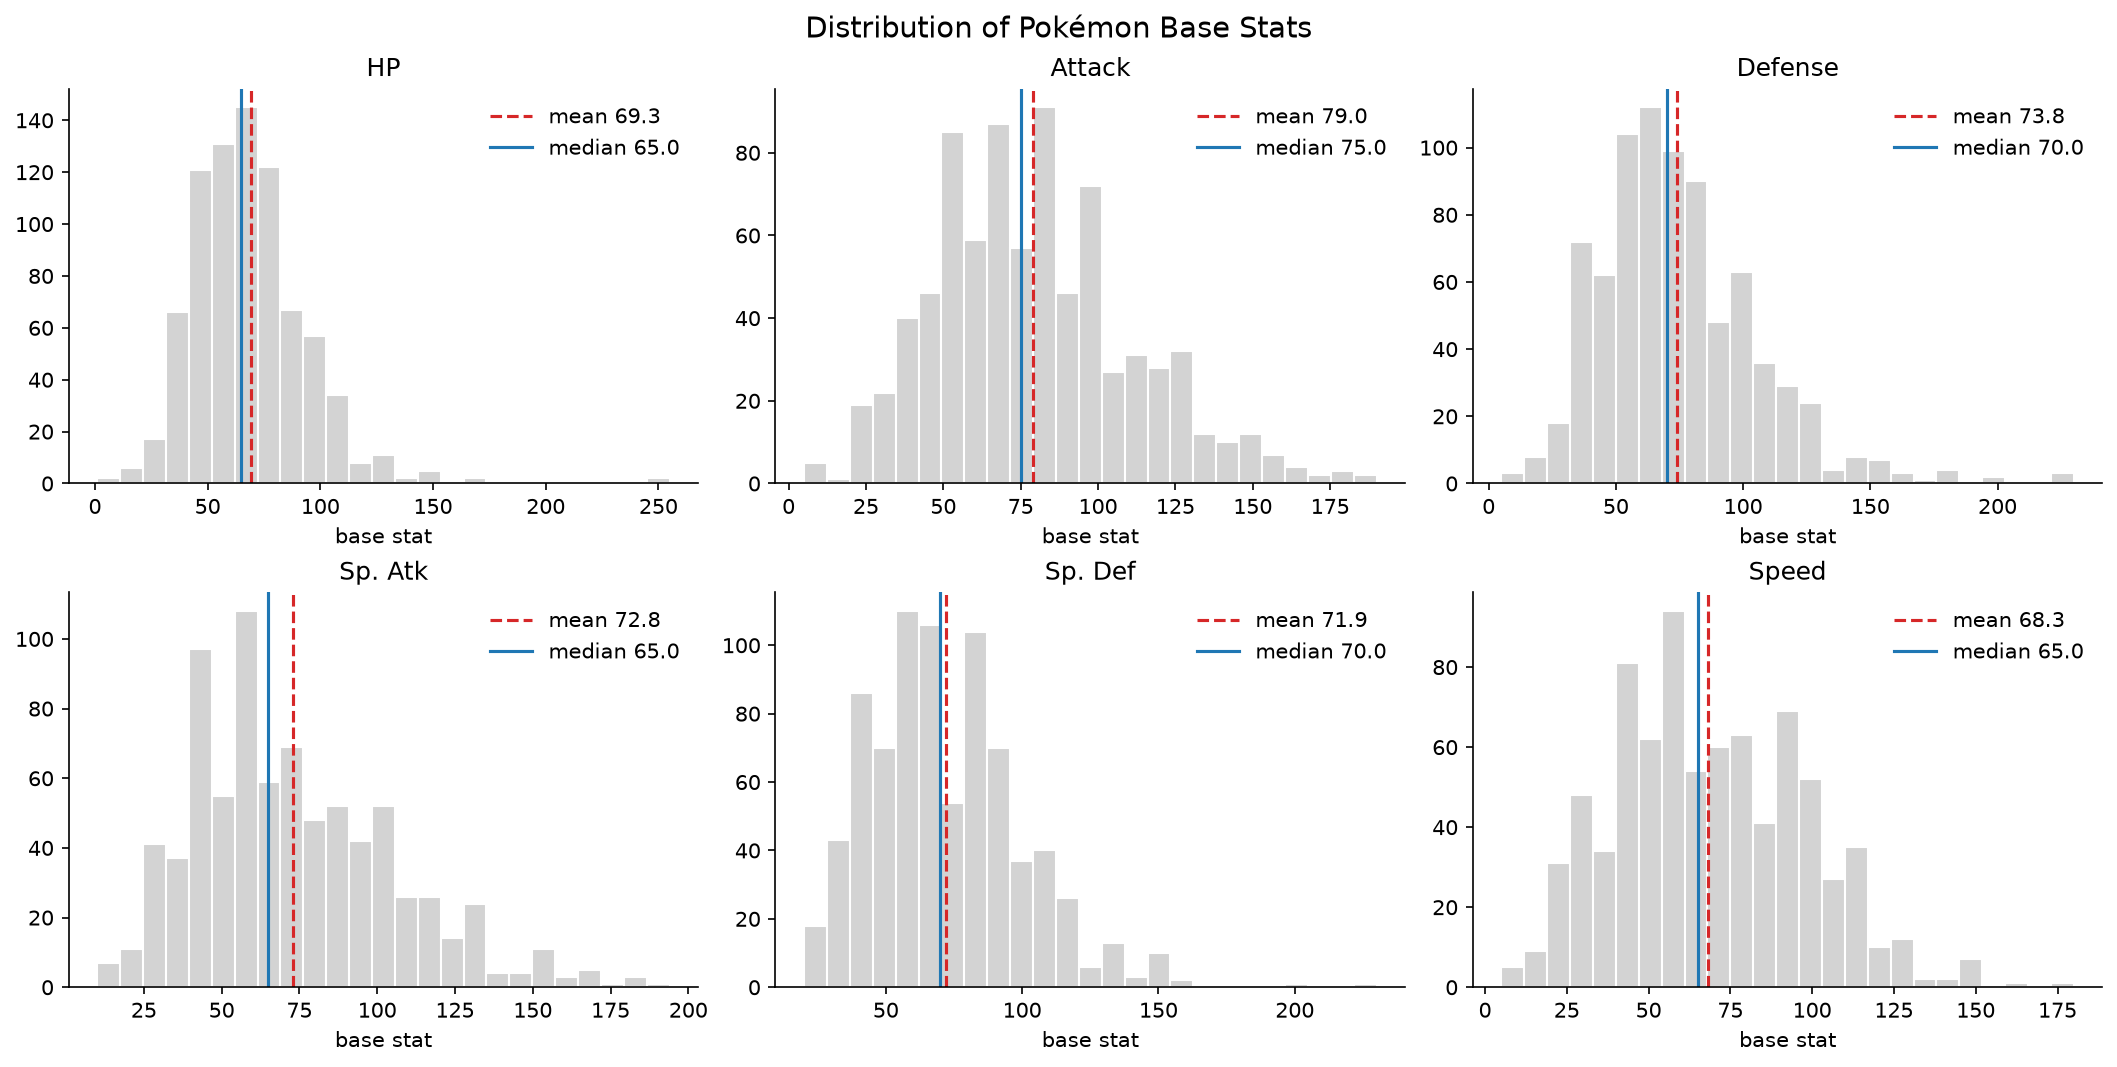 Distribution of Pokémon Base Stats
HP
mean 69.3
median 65.0
0
20
40
60
80
100
120
140
0 50 100 150 200 250
base stat
Attack
mean 79.0
median 75.0
0
20
40
60
80
0 25 50 75 100 125 150 175
base stat
Defense
mean 73.8
median 70.0
0
20
40
60
80
100
0 50 100 150 200
base stat
Sp. Atk
mean 72.8
median 65.0
0
20
40
60
80
100
25 50 75 100 125 150 175 200
base stat
Sp. Def
mean 71.9
median 70.0
0
20
40
60
80
100
50 100 150 200
base stat
Speed
mean 68.3
median 65.0
0
20
40
60
80
0 25 50 75 100 125 150 175
base stat